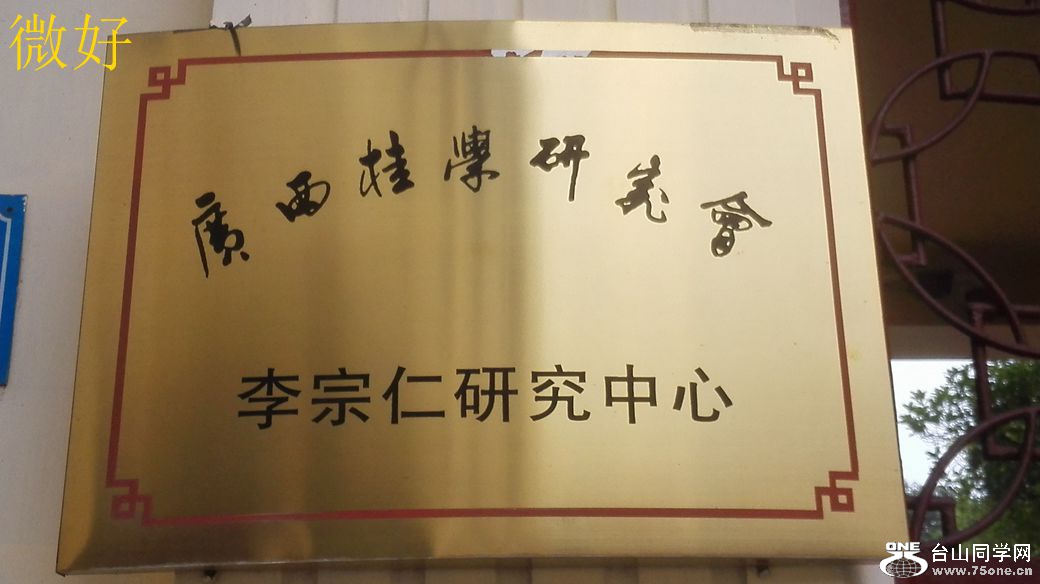 微好
廣西桂學研究會
李宗仁研究中心
ONE
台山同学网
www.75one.cn